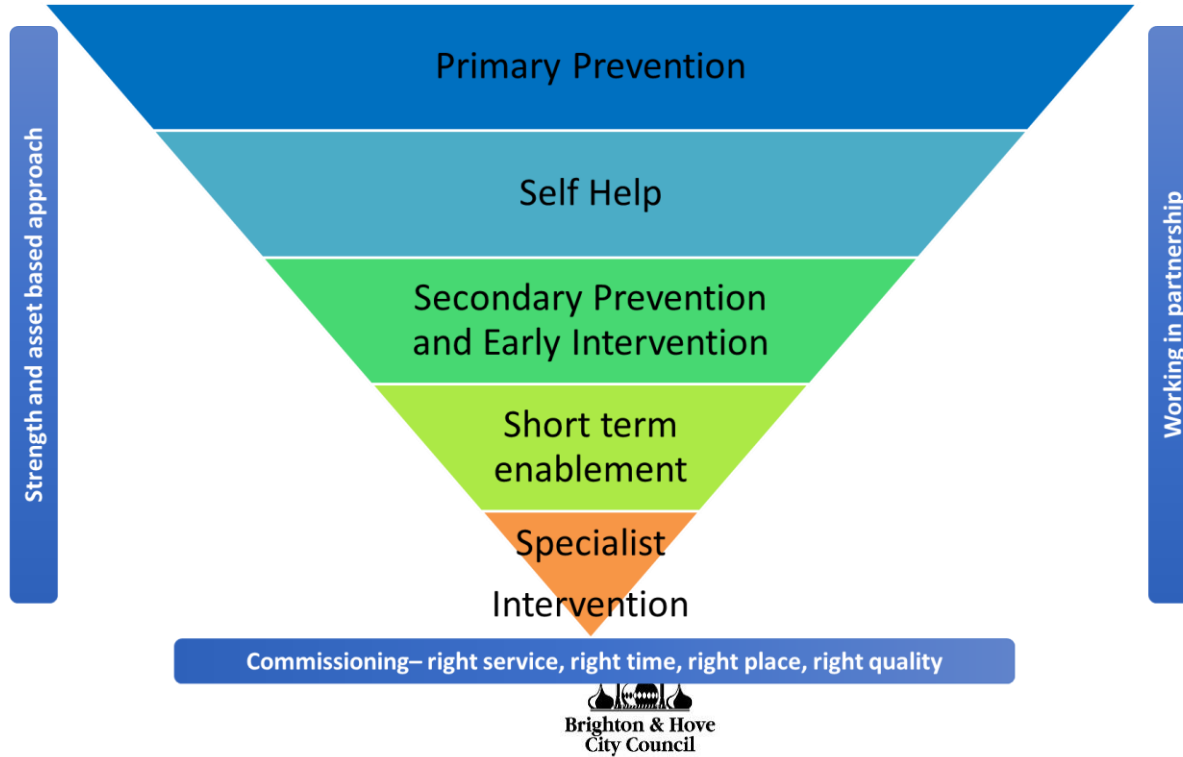 Primary Prevention
Strength and asset based approach
Working in partnership
Self Help
Secondary Prevention
and Early Intervention
Short term
enablement
Specialist
Intervention
Commissioning– right service, right time, right place, right quality
Brighton & Hove
City Council